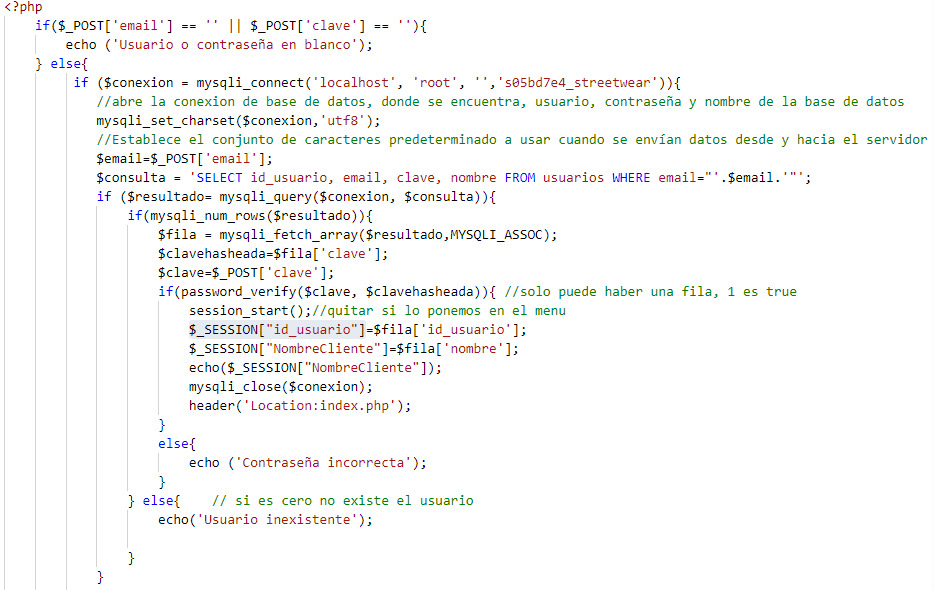 <?php
if($_POST['email'] == '' || $_POST['clave'] == ''){
echo ('Usuario o contraseña en blanco');
} else{
if ($conexion = mysqli_connect('localhost', 'root', '','s05bd7e4_streetwear')){
//abre la conexion de base de datos, donde se encuentra, usuario, contraseña y nombre de la base de datos
mysqli_set_charset($conexion,'utf8');
//Establece el conjunto de caracteres predeterminado a usar cuando se envían datos desde y hacia el servidor
$email=$_POST['email'];
$consulta = 'SELECT id_usuario, email, clave, nombre FROM usuarios WHERE email="'.$email.'"';
if ($resultado= mysqli_query($conexion, $consulta)){
if(mysqli_num_rows($resultado)){
$fila = mysqli_fetch_array($resultado,MYSQLI_ASSOC);
$clavehasheada=$fila['clave'];
$clave=$_POST['clave'];
if(password_verify($clave, $clavehasheada)){ //solo puede haber una fila, 1 es true
session_start();//quitar si lo ponemos en el menu
$_SESSION["id_usuario"]=$fila['id_usuario'];
$_SESSION["NombreCliente"]=$fila['nombre'];
echo($_SESSION["NombreCliente"]);
mysqli_close($conexion);
header('Location:index.php');
}
else{
echo ('Contraseña incorrecta');
}
} else{    // si es cero no existe el usuario
echo('Usuario inexistente');
}
}